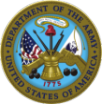 DEPARTMENT OF THE ARMY
UNITED STATES OF AMERICA
1775